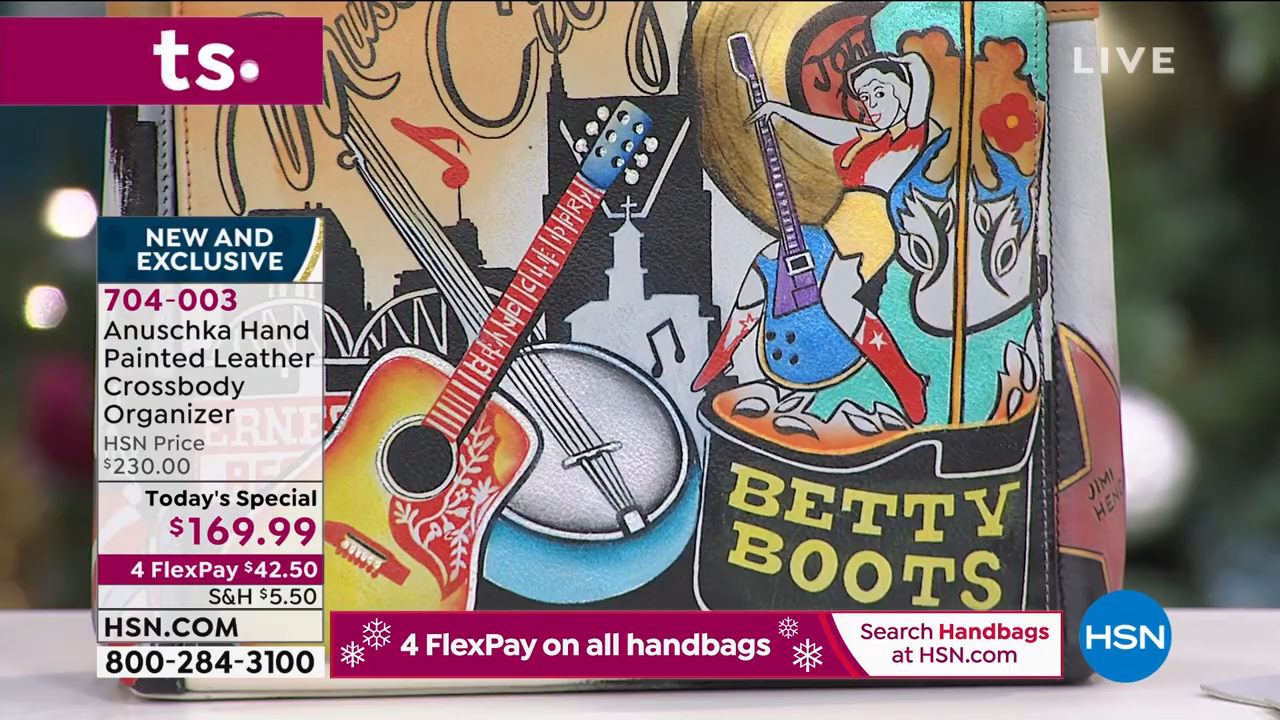 ts.
LIVE
Music City
NEW AND
EXCLUSIVE
704-003
Anuschka Hand
Painted Leather
Crossbody
Organizer
HSN Price
$230.00
Today's Special
$169.99
4 FlexPay $42.50
S&H $5.50
HSN.COM
800-284-3100
BETTY
BOOTS
JIMI
4 FlexPay on all handbags
Search Handbags
at HSN.com
HSN